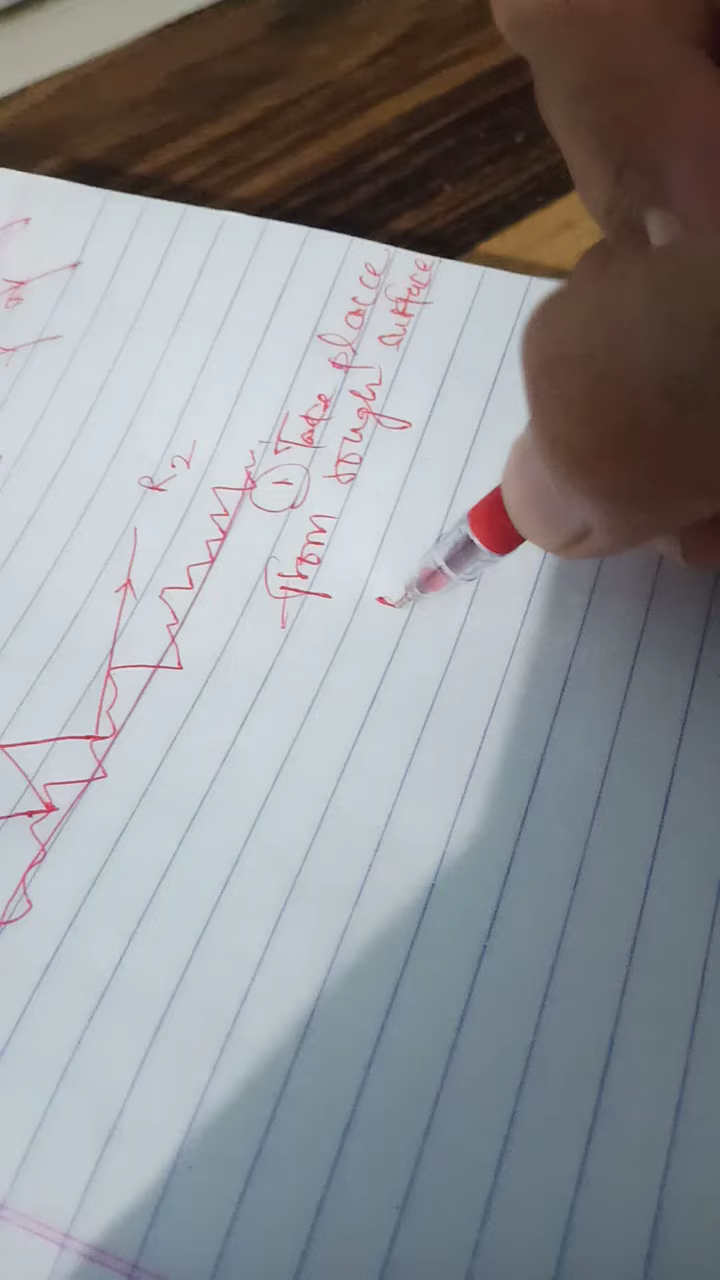 R2
① Take placce
from rough surface